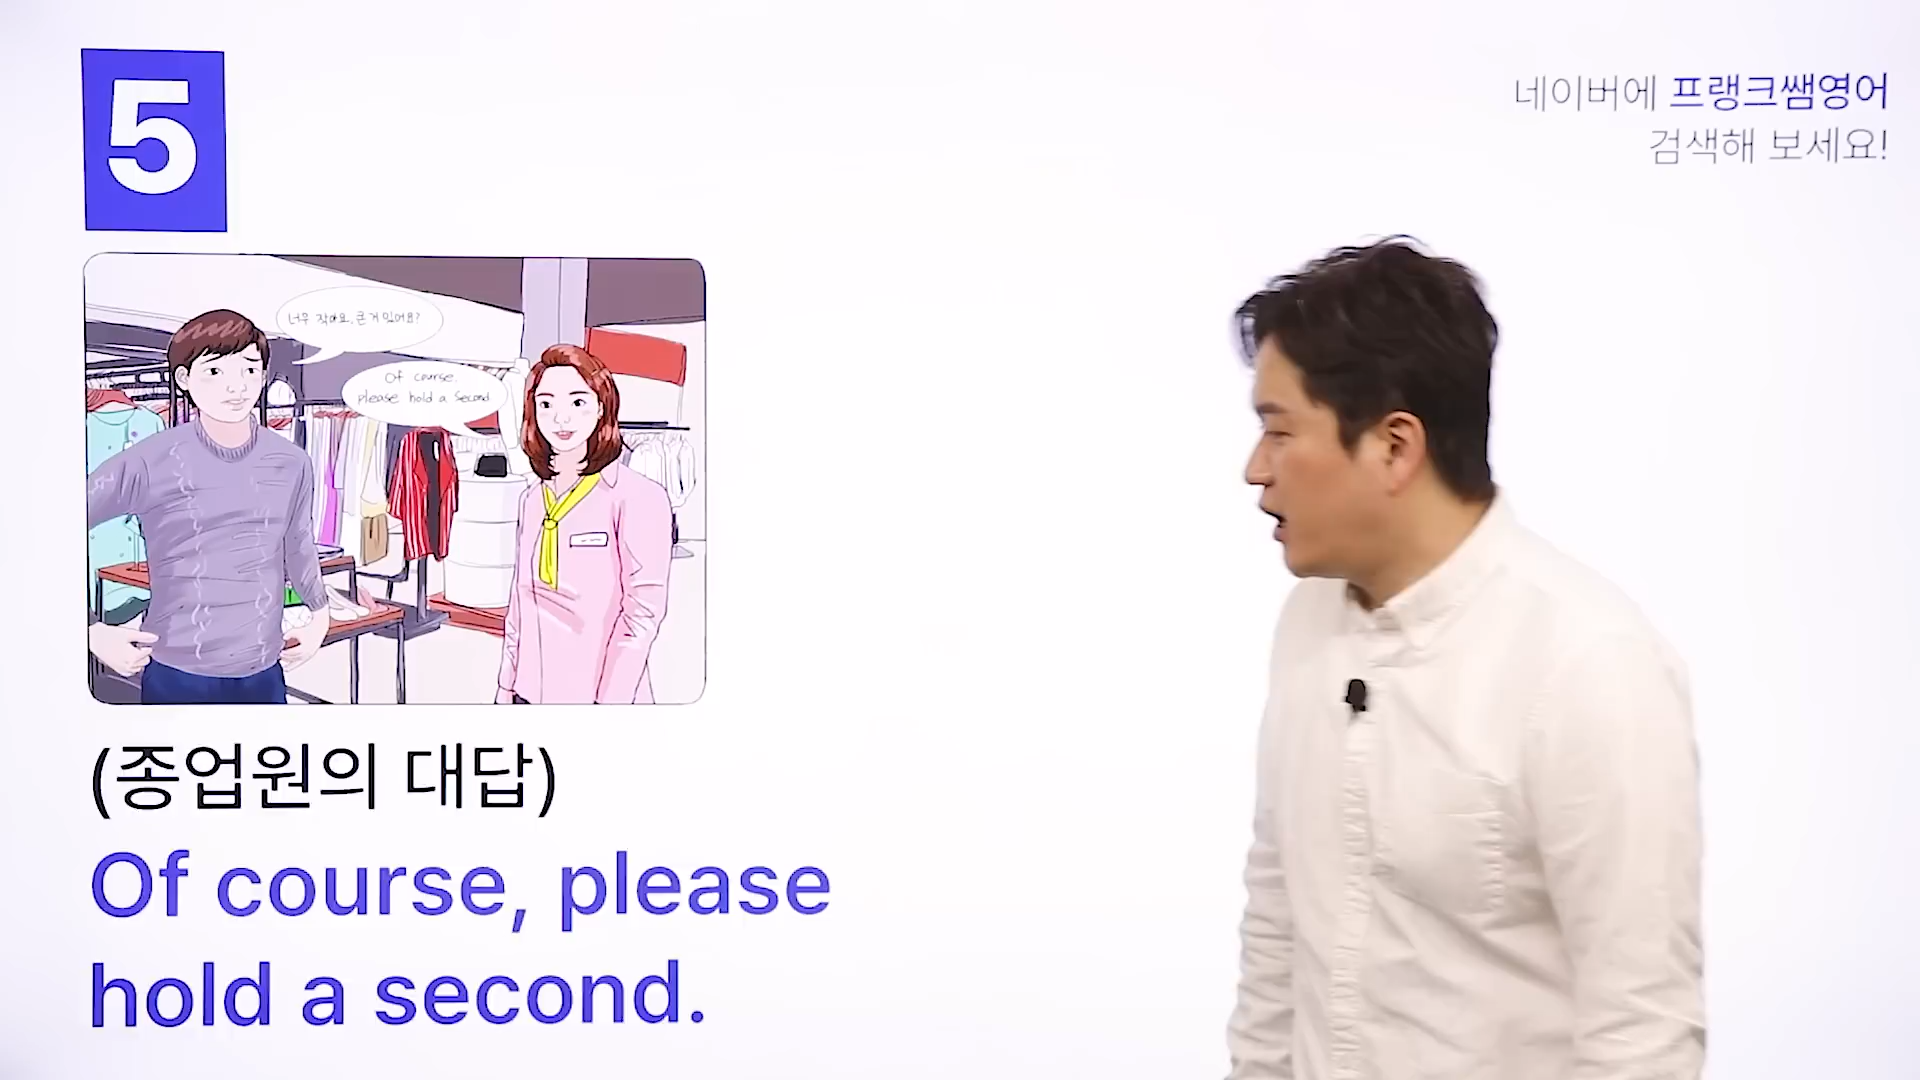 5
네이버에 프랭크쌤영어
검색해 보세요!
너무 작아요. 큰 거 있어요?
Of course.
please hold a second
(종업원의 대답)
Of course, please
hold a second.